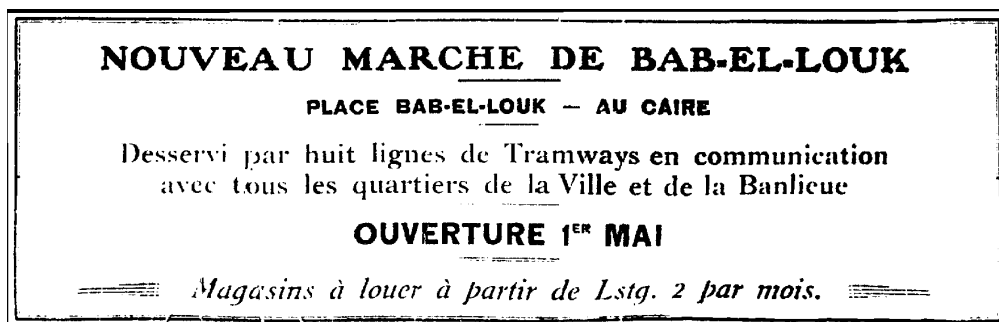 NOUVEAU MARCHE DE BAB-EL-LOUK
PLACE BAB-EL-LOUK — AU CAIRE
Desservi par huit lignes de Tramways en communication
avec tous les quartiers de la Ville et de la Banlieue
OUVERTURE 1ER MAI
Magasins à louer à partir de Lstg. 2 par mois.